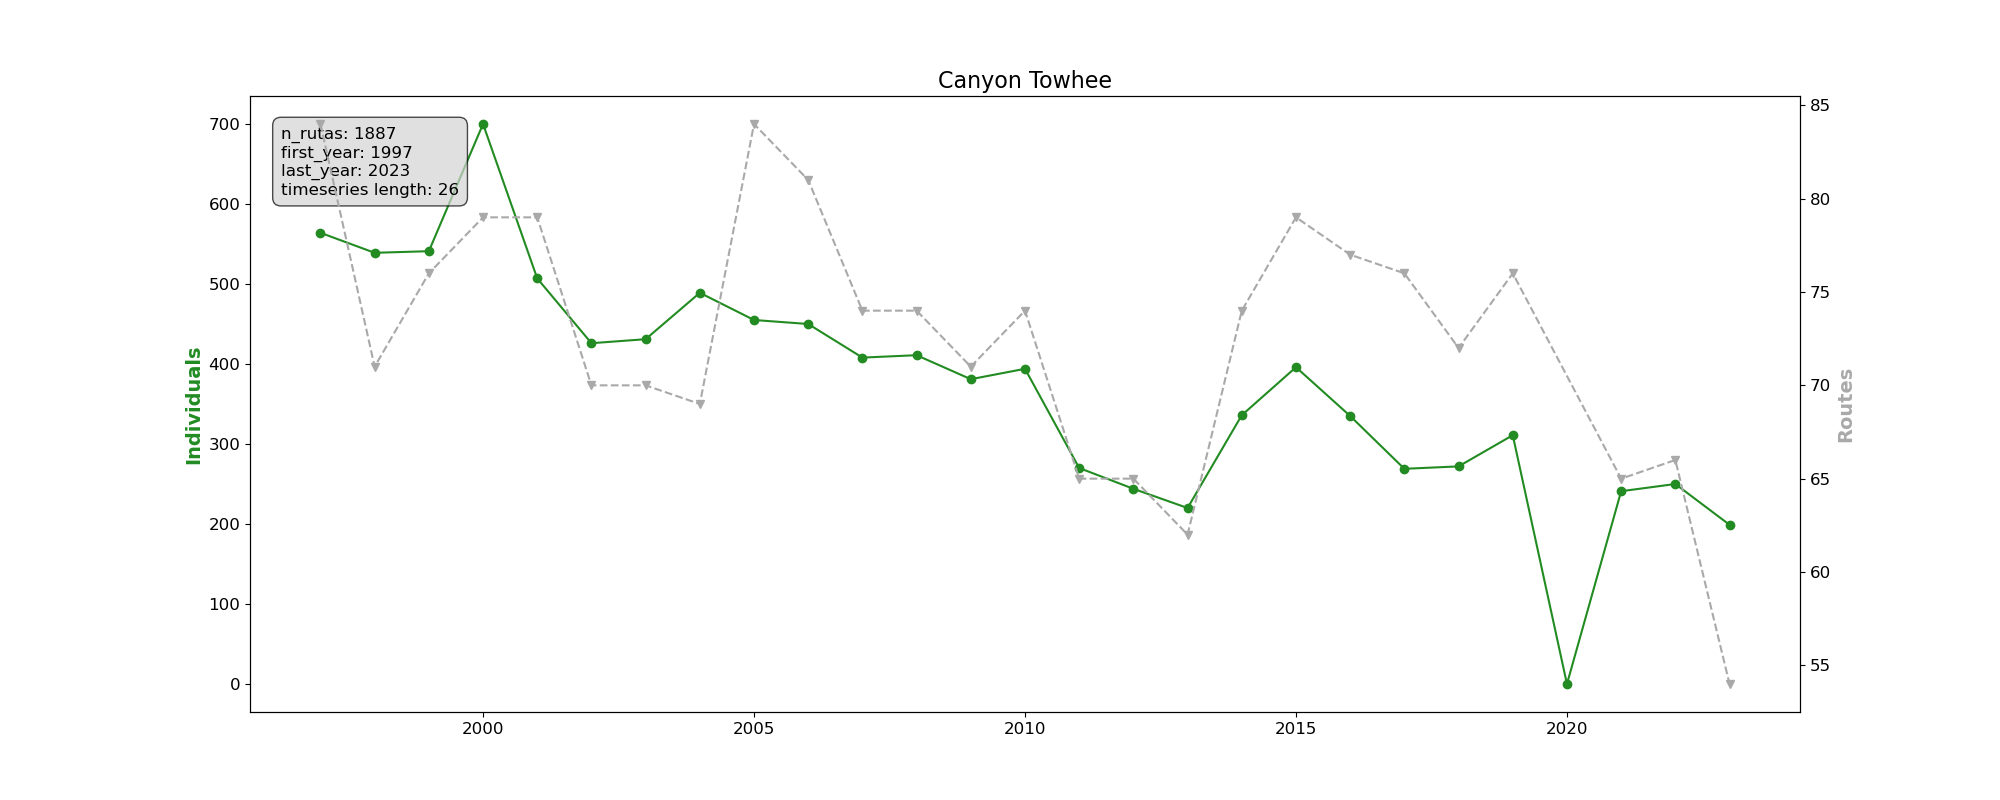 Canyon Towhee
n_rutas: 1887
first_year: 1997
last_year: 2023
timeseries length: 26
700
600
500
400
300
200
100
0
Individuals
85
80
75
70
65
60
55
Routes
2000
2005
2010
2015
2020